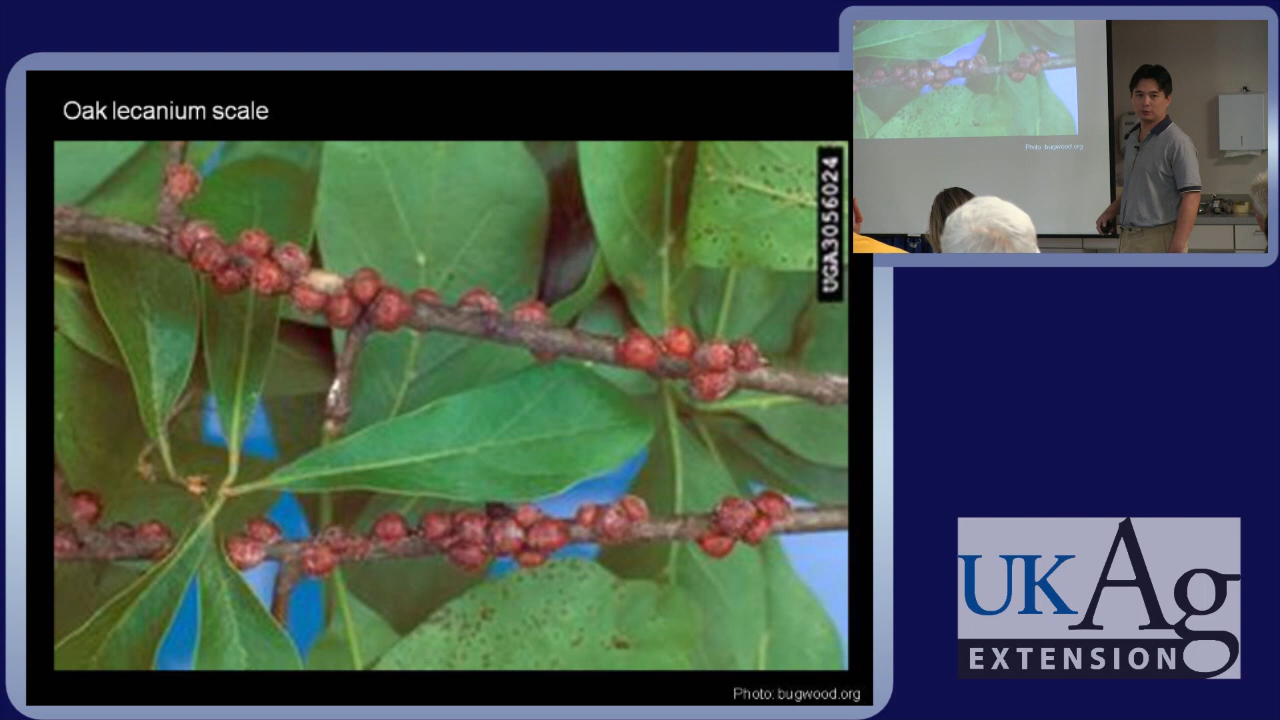 Oak lecanium scale
UGA3056024
Photo: bugwood.org
Photo: bugwood.org
UKAg
EXTENSION